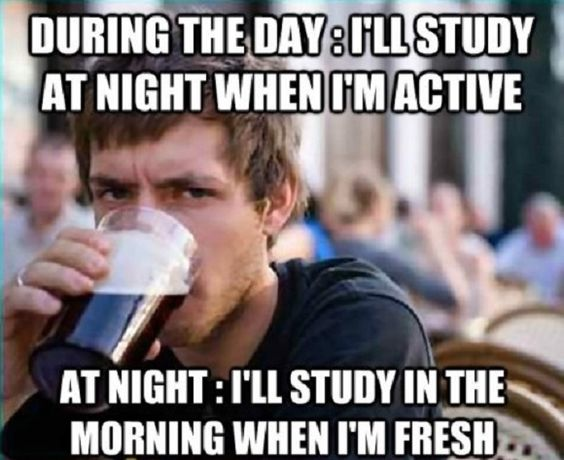 DURING THE DAY : I'LL STUDY
AT NIGHT WHEN I'M ACTIVE
AT NIGHT : I'LL STUDY IN THE
MORNING WHEN I'M FRESH